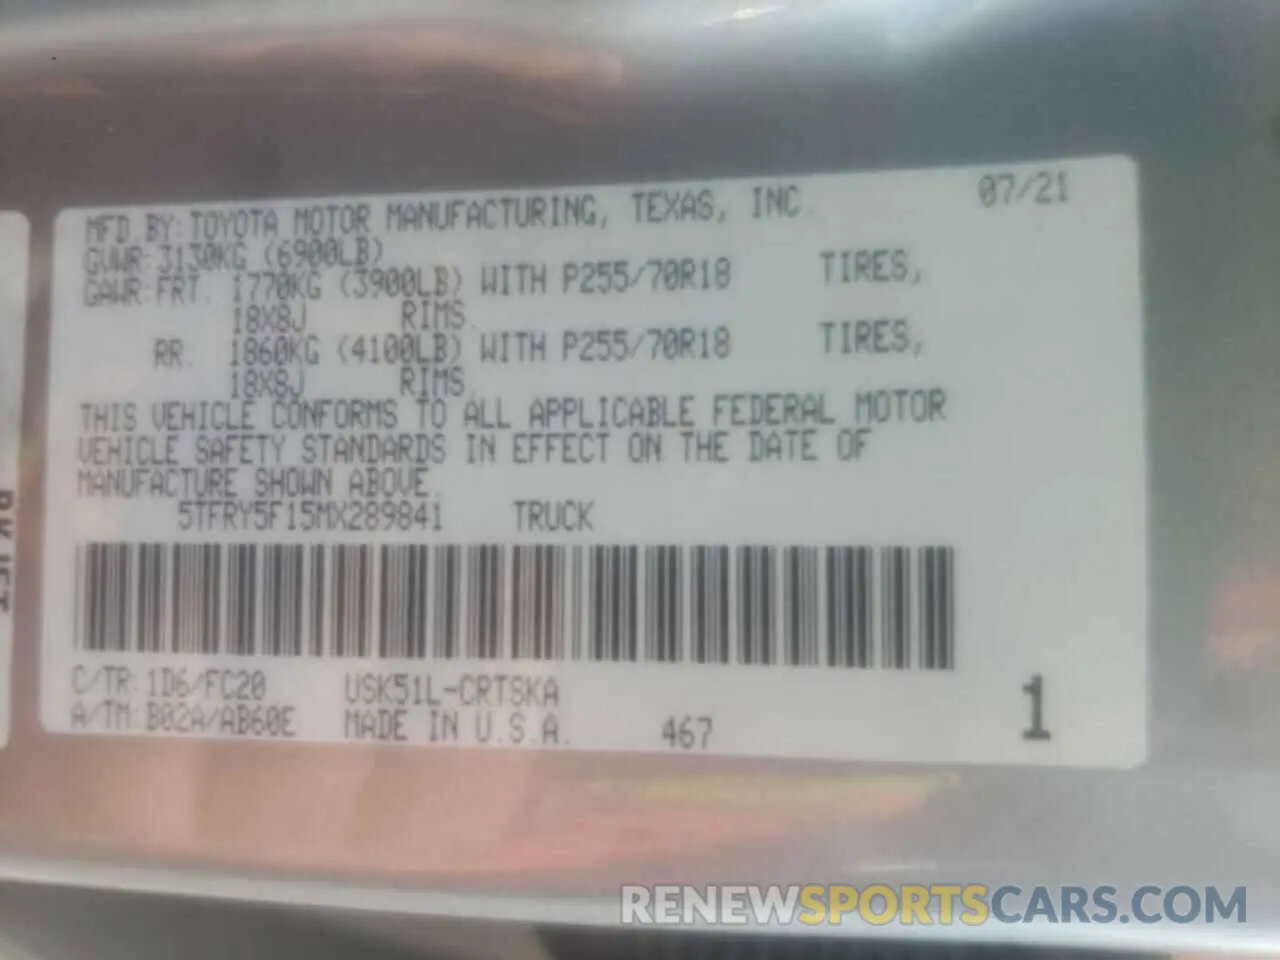 MFD BY: TOYOTA MOTOR MANUFACTURING, TEXAS, INC. 07/21
GVWR: 3130KG (6900LB)
GAWR: FRT. 1770KG (3900LB) WITH P255/70R18 TIRES,
18X8J RIMS.
RR. 1860KG (4100LB) WITH P255/70R18 TIRES,
18X8J RIMS.
THIS VEHICLE CONFORMS TO ALL APPLICABLE FEDERAL MOTOR
VEHICLE SAFETY STANDARDS IN EFFECT ON THE DATE OF
MANUFACTURE SHOWN ABOVE.
5TFRY5F15MX289841 TRUCK
C/TR: 1D6/FC20 USK51L-CRTSKA
A/TM: B02A/AB60E MADE IN U.S.A. 467
1
RENEWSPORTSCARS.COM